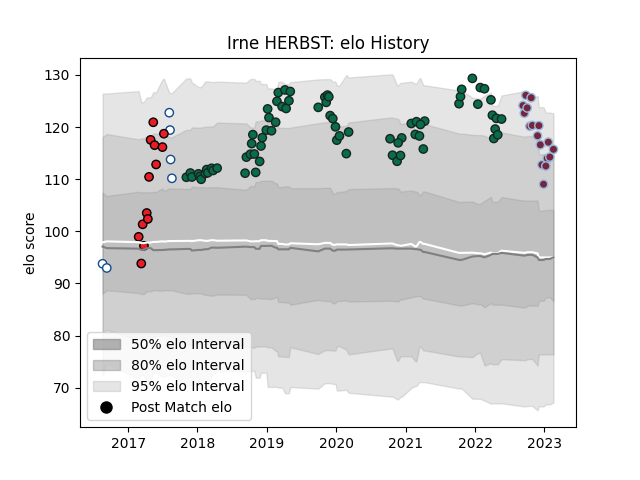 Irne HERBST: elo History
elo score
130
120
110
100
90
80
70
50% elo Interval
80% elo Interval
95% elo Interval
Post Match elo
2017 2018 2019 2020 2021 2022 2023